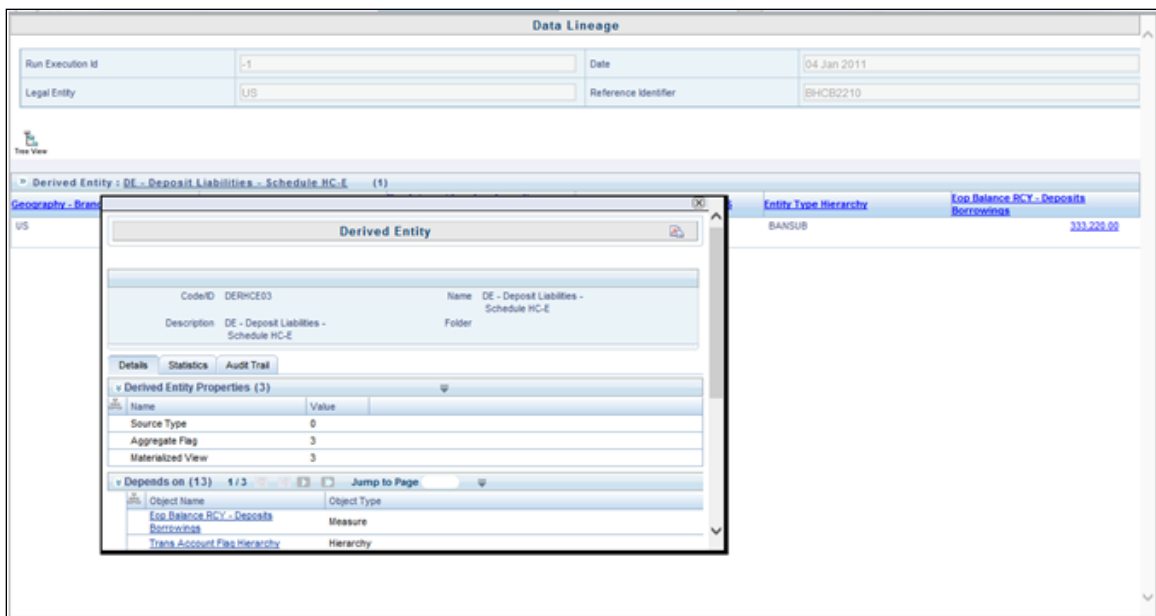 Data Lineage
Run Execution Id -1 Date 04 Jan 2011
Legal Entity US Reference Identifier BHCB2210
Tree View
Derived Entity : DE - Deposit Liabilities - Schedule HC-E (1)
Entity Type Hierarchy Eop Balance RCY - Deposits
Borrowings
US BANSUB 333,220.00
Derived Entity
Code/ID DERHCE03 Name DE - Deposit Liabilities -
Schedule HC-E
Description DE - Deposit Liabilities - Folder
Schedule HC-E
Details Statistics Audit Trail
Derived Entity Properties (3)
Name Value
Source Type 0
Aggregate Flag 3
Materialized View 3
Depends on (13) 1/3 Jump to Page
Object Name Object Type
Eop Balance RCY - Deposits
Borrowings Measure
Trans Account Flag Hierarchy Hierarchy